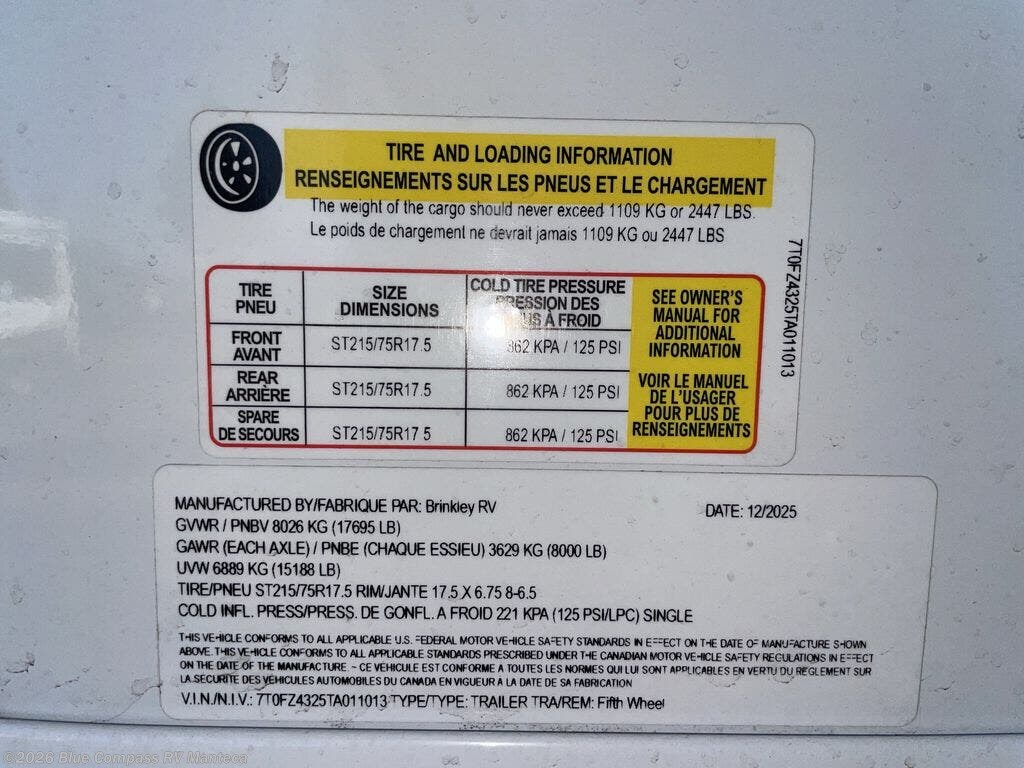 TIRE AND LOADING INFORMATION
RENSEIGNEMENTS SUR LES PNEUS ET LE CHARGEMENT
The weight of the cargo should never exceed 1109 KG or 2447 LBS.
Le poids de chargement ne devrait jamais 1109 KG ou 2447 LBS
TIRE PNEU
SIZE DIMENSIONS
COLD TIRE PRESSURE
PRESSION DES
À FROID
FRONT AVANT
ST215/75R17.5
862 KPA / 125 PSI
REAR ARRIÈRE
ST215/75R17.5
862 KPA / 125 PSI
SPARE DE SECOURS
ST215/75R17 5
862 KPA / 125 PSI
SEE OWNER'S
MANUAL FOR
ADDITIONAL
INFORMATION
VOIR LE MANUEL
DE L'USAGER
POUR PLUS DE
RENSEIGNEMENTS
7T0FZ4325TA011013
MANUFACTURED BY/FABRIQUE PAR: Brinkley RV DATE: 12/2025
GVWR / PNBV 8026 KG (17695 LB)
GAWR (EACH AXLE) / PNBE (CHAQUE ESSIEU) 3629 KG (8000 LB)
UVW 6889 KG (15188 LB)
TIRE/PNEU ST215/75R17.5 RIM/JANTE 17.5 X 6.75 8-6.5
COLD INFL. PRESS/PRESS. DE GONFL. A FROID 221 KPA (125 PSI/LPC) SINGLE
THIS VEHICLE CONFORMS TO ALL APPLICABLE U.S. FEDERAL MOTOR VEHICLE SAFETY STANDARDS IN EFFECT ON THE DATE OF MANUFACTURE SHOWN
ABOVE. THIS VEHICLE CONFORMS TO ALL APPLICABLE STANDARDS PRESCRIBED UNDER THE CANADIAN MOTOR VEHICLE SAFETY REGULATIONS IN EFFECT
ON THE DATE OF THE MANUFACTURE. ~ CE VEHICULE EST CONFORME A TOUTES LES NORMES QUI LUI SONT APPLICABLES EN VERTU DU REGLEMENT SUR
LA SECURITE DES VEHICULES AUTOMOBILES DU CANADA EN VIGUEUR A LA DATE DE SA FABRICATION
V.I.N./N.I.V.: 7T0FZ4325TA011013 TYPE/TYPE: TRAILER TRA/REM: Fifth Wheel
©2026 Blue Compass RV Manteca